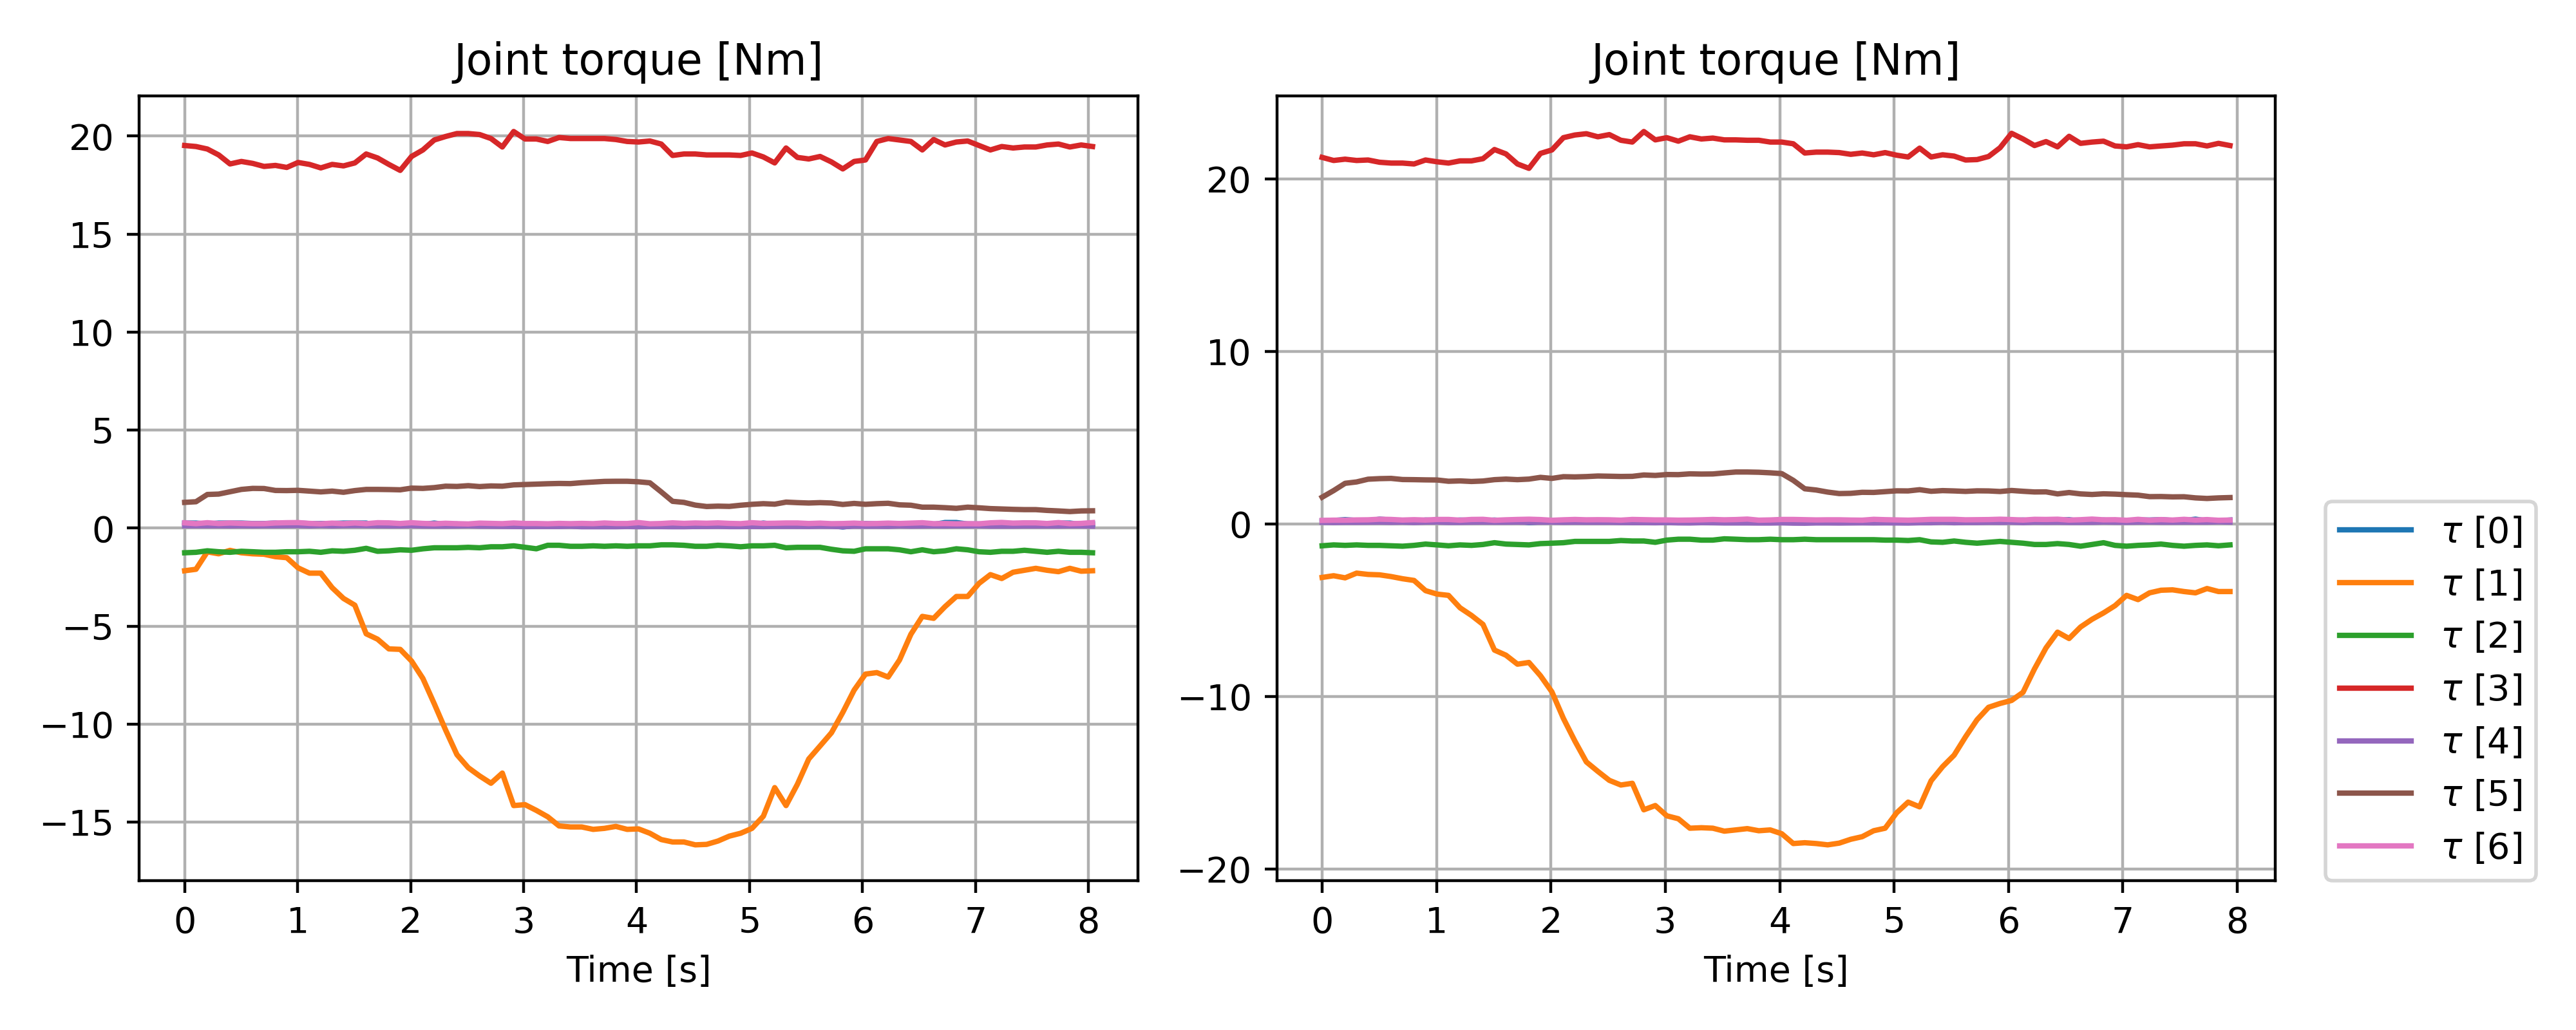 Joint torque [Nm]
20
15
10
5
0
−5
−10
−15
0 1 2 3 4 5 6 7 8
Time [s]
Joint torque [Nm]
20
10
0
−10
−20
0 1 2 3 4 5 6 7 8
Time [s]
τ [0]
τ [1]
τ [2]
τ [3]
τ [4]
τ [5]
τ [6]